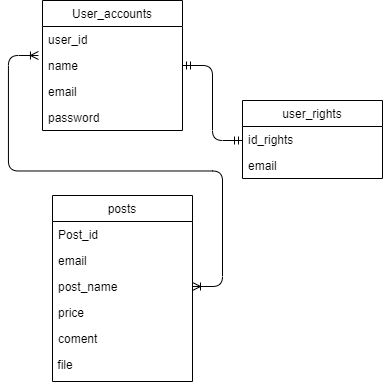 User_accounts
user_id
name
email
password
user_rights
id_rights
email
posts
Post_id
email
post_name
price
coment
file